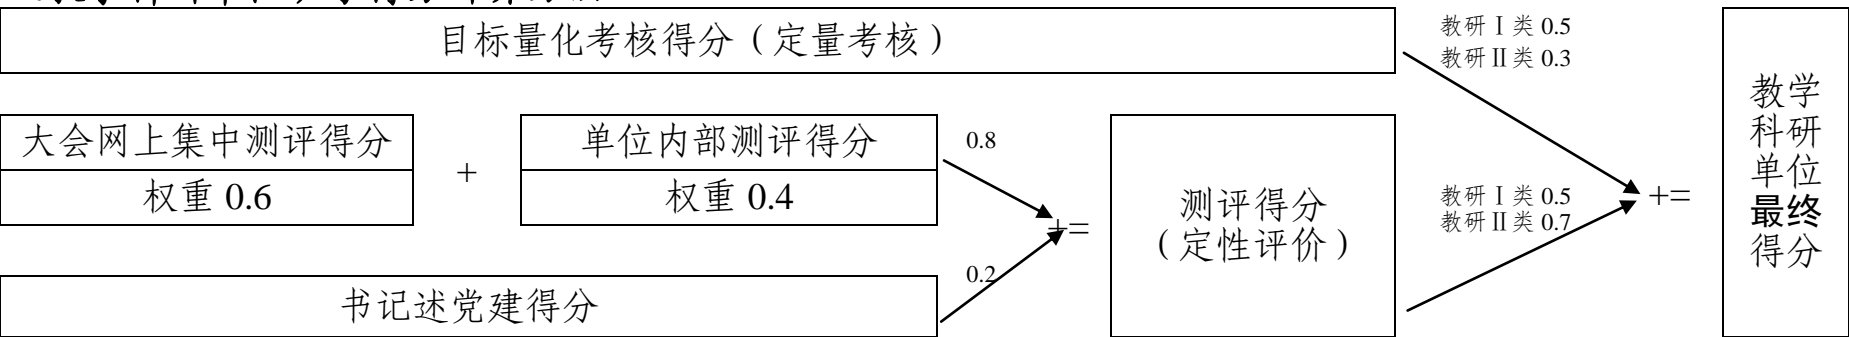 目标量化考核得分（定量考核）
教研Ⅰ类 0.5
教研Ⅱ类 0.3
大会网上集中测评得分
权重 0.6
+
单位内部测评得分
权重 0.4
0.8
书记述党建得分
0.2
+=
测评得分
（定性评价）
教研Ⅰ类 0.5
教研Ⅱ类 0.7
+=
教学
科研
单位
最终
得分